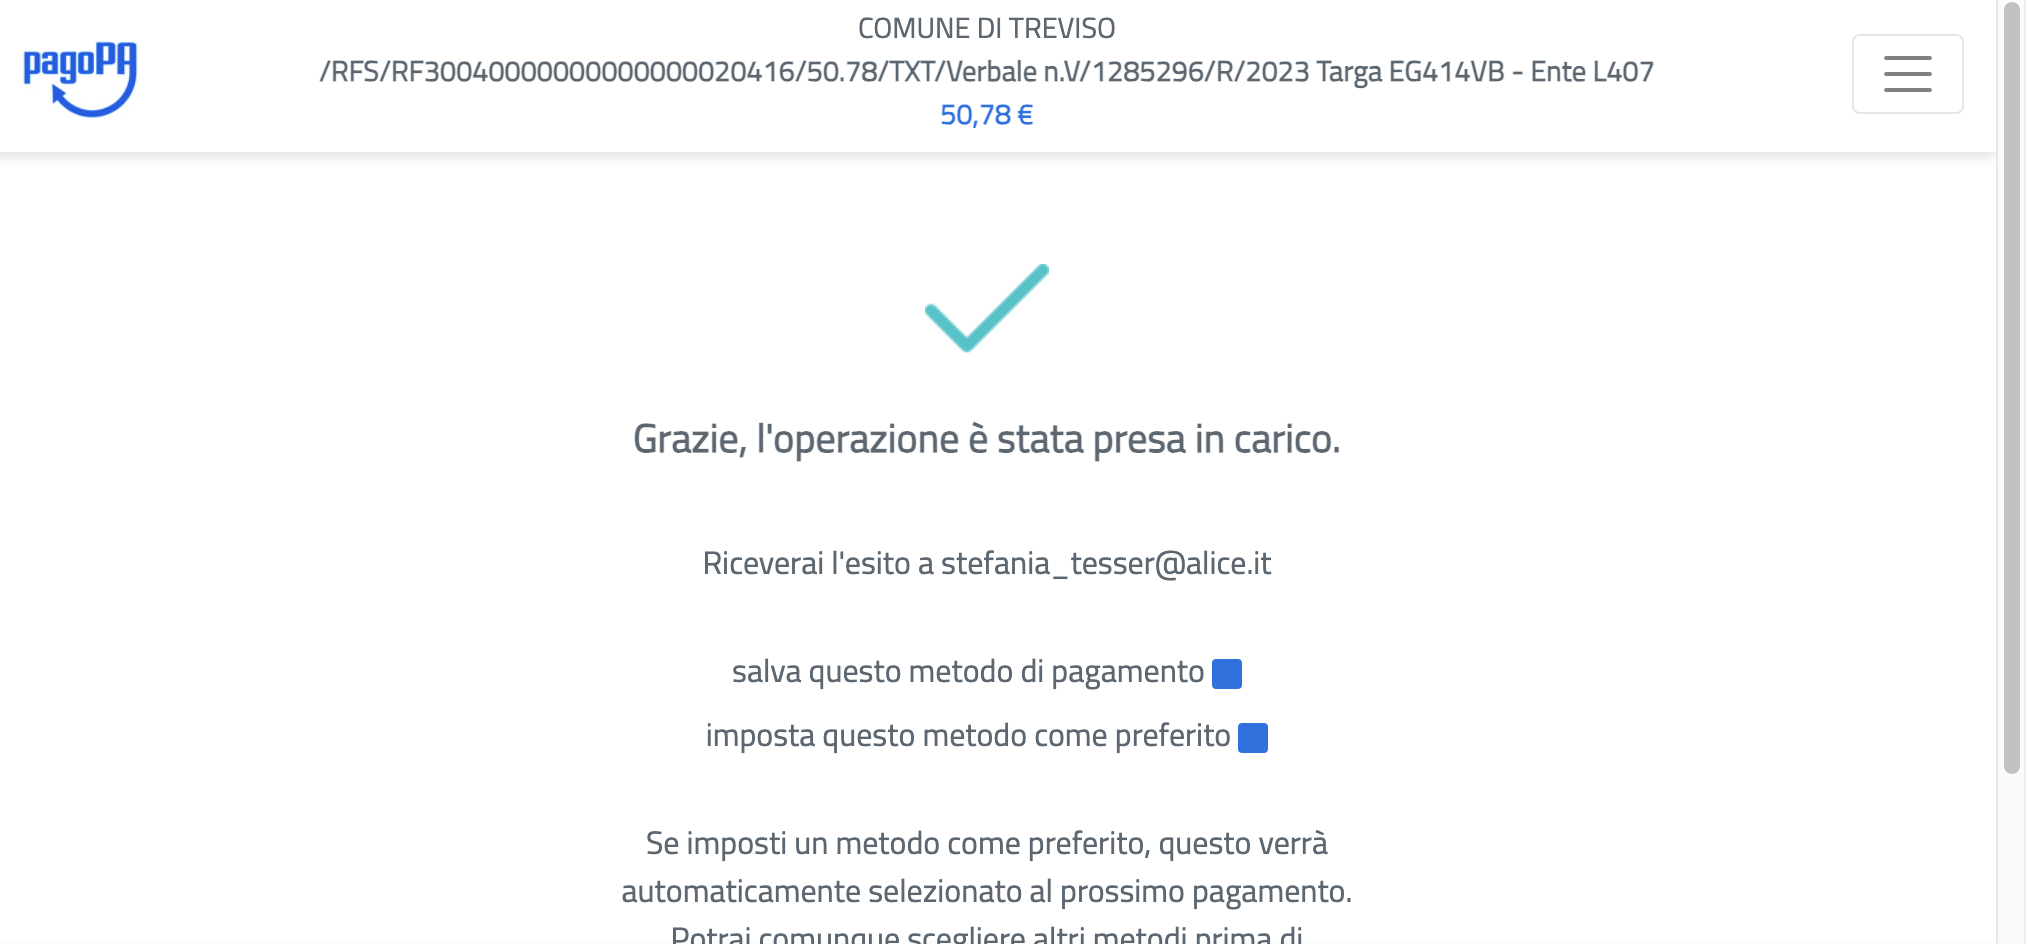 pagoPA
COMUNE DI TREVISO
/RFS/RF30040000000000000020416/50.78/TXT/Verbale n.V/1285296/R/2023 Targa EG414VB - Ente L407
50,78 €
Grazie, l'operazione è stata presa in carico.
Riceverai l'esito a stefania_tesser@alice.it
salva questo metodo di pagamento
imposta questo metodo come preferito
Se imposti un metodo come preferito, questo verrà
automaticamente selezionato al prossimo pagamento.
Potrai comunque scegliere altri metodi prima di